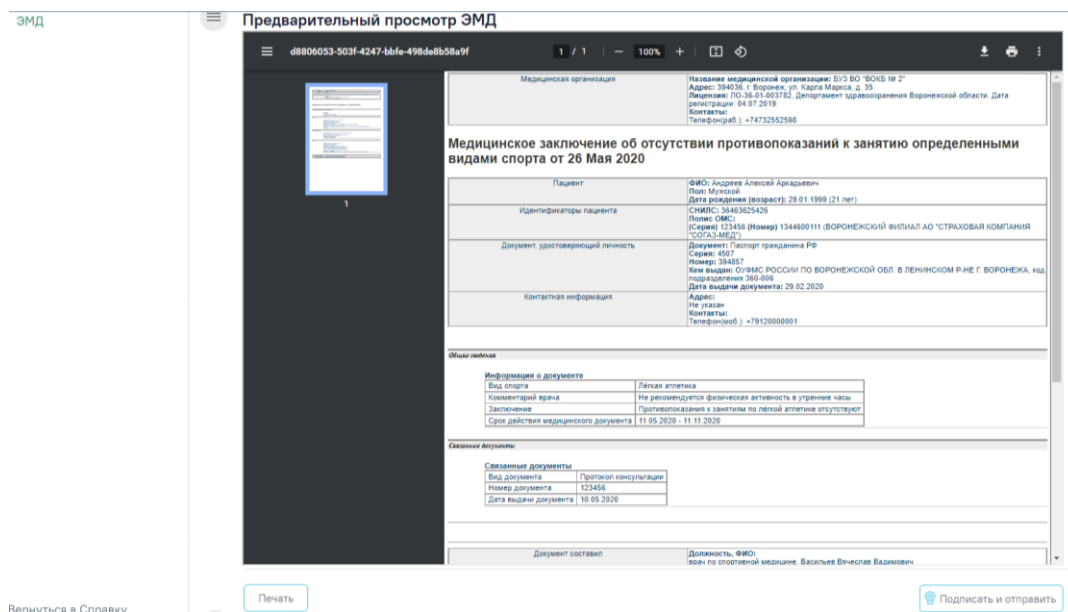 ЭМД
Предварительный просмотр ЭМД
d8806053-503f-4247-bbfe-498de8b58a9f
1 / 1
100%
1
Медицинская организация
Название медицинской организации: БУЗ ВО "ВОКБ № 2"
Адрес: 394036, г. Воронеж, ул. Карла Маркса, д. 35
Лицензия: ЛО-36-01-003782, Департамент здравоохранения Воронежской области. Дата
регистрации: 04.07.2019.
Контакты:
Телефон(раб.): +74732552596
Медицинское заключение об отсутствии противопоказаний к занятию определенными
видами спорта от 26 Мая 2020
Пациент
ФИО: Андреев Алексей Аркадьевич
Пол: Мужской
Дата рождения (возраст): 29.01.1999 (21 лет)
Идентификаторы пациента
СНИЛС: 36463625426
Полис ОМС:
(Серия) 123456 (Номер) 1344600111 (ВОРОНЕЖСКИЙ ФИЛИАЛ АО "СТРАХОВАЯ КОМПАНИЯ
"СОГАЗ-МЕД")
Документ, удостоверяющий личность
Документ: Паспорт гражданина РФ
Серия: 4507
Номер: 394857
Кем выдан: ОУФМС РОССИИ ПО ВОРОНЕЖСКОЙ ОБЛ. В ЛЕНИНСКОМ Р-НЕ Г. ВОРОНЕЖА, код
подразделения 360-006
Дата выдачи документа: 29.02.2020
Контактная информация
Адрес:
Не указан
Контакты:
Телефон(моб.): +79120000001
Общие сведения
Информация о документе
Вид спорта Лёгкая атлетика
Комментарий врача Не рекомендуется физическая активность в утренние часы
Заключение Противопоказания к занятиям по лёгкой атлетике отсутствуют
Срок действия медицинского документа 11.05.2020 - 11.11.2020
Связанные документы
Связанные документы
Вид документа Протокол консультации
Номер документа 123456
Дата выдачи документа 10.05.2020
Документ составил
Должность, ФИО:
врач по спортивной медицине, Васильев Вячеслав Вадимович
Печать
Подписать и отправить
Вернуться в Справку